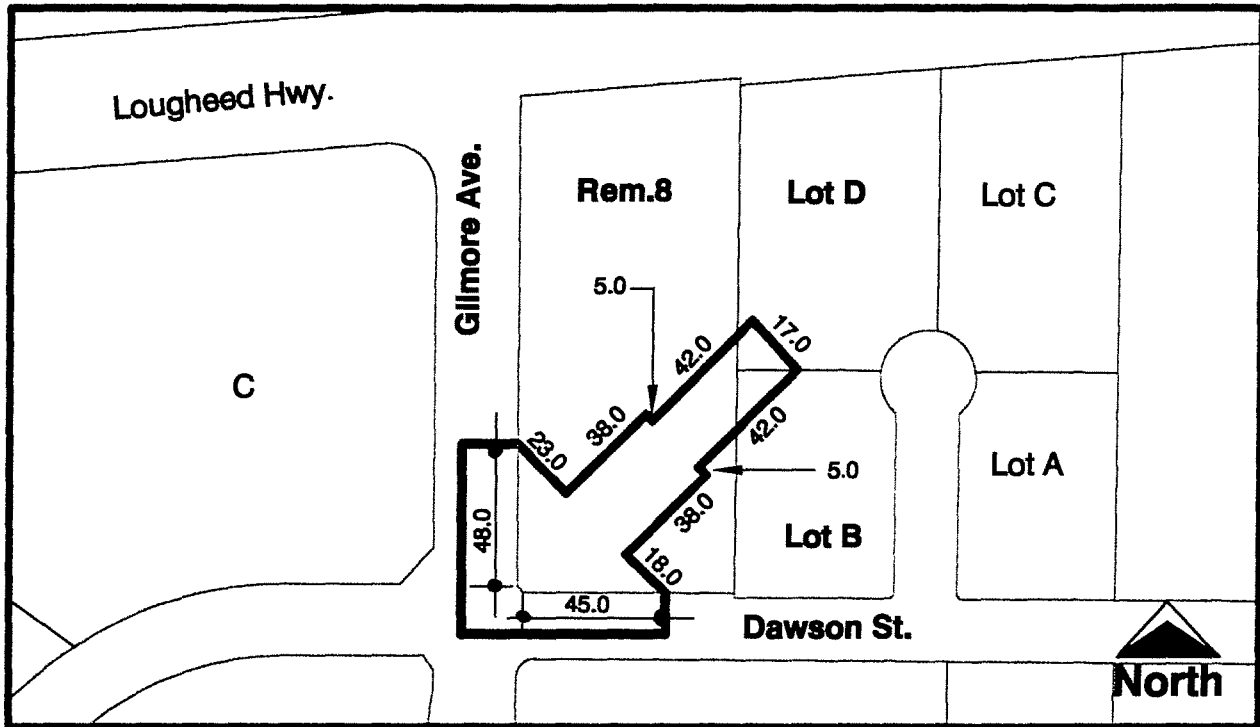 Lougheed Hwy.
Gilmore Ave.
Rem.8
Lot D
Lot C
5.0
42.0
17.0
C
38.0
23.0
42.0
5.0
Lot A
48.0
38.0
Lot B
18.0
45.0
Dawson St.
North